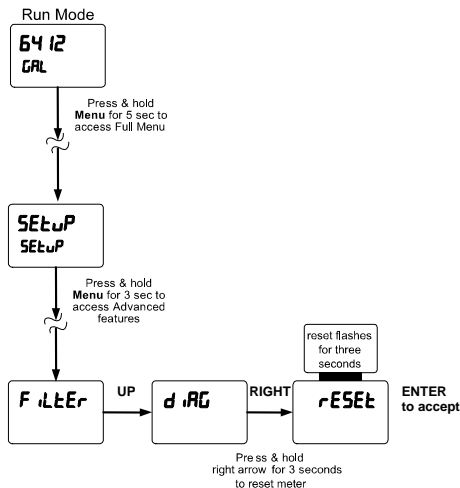 Run Mode
6412
GAL
Press & hold
Menu for 5 sec to
access Full Menu
SEtuP
SEtuP
Press & hold
Menu for 3 sec to
access Advanced
features
reset flashes
for three
seconds
FiLtEr
UP
diAG
RIGHT
rESEt
ENTER
to accept
Press & hold
right arrow for 3 seconds
to reset meter